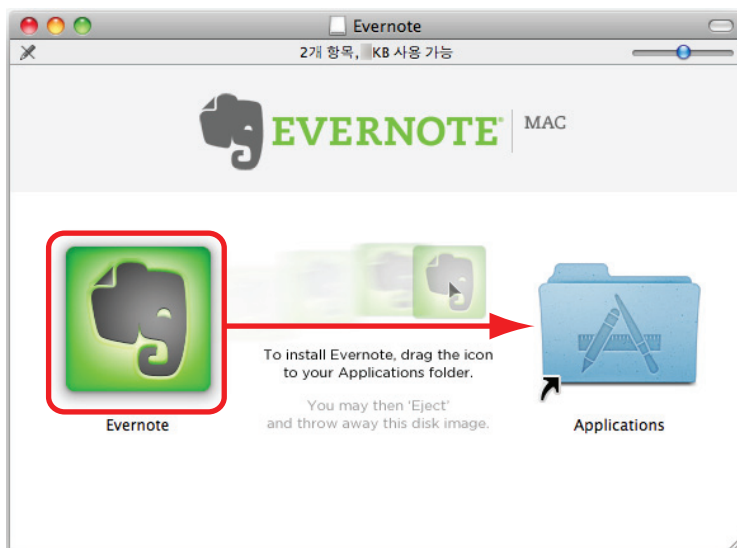 Evernote
2개 항목, KB 사용 가능
EVERNOTE® MAC
To install Evernote, drag the icon
to your Applications folder.
You may then 'Eject'
and throw away this disk image.
Evernote
Applications